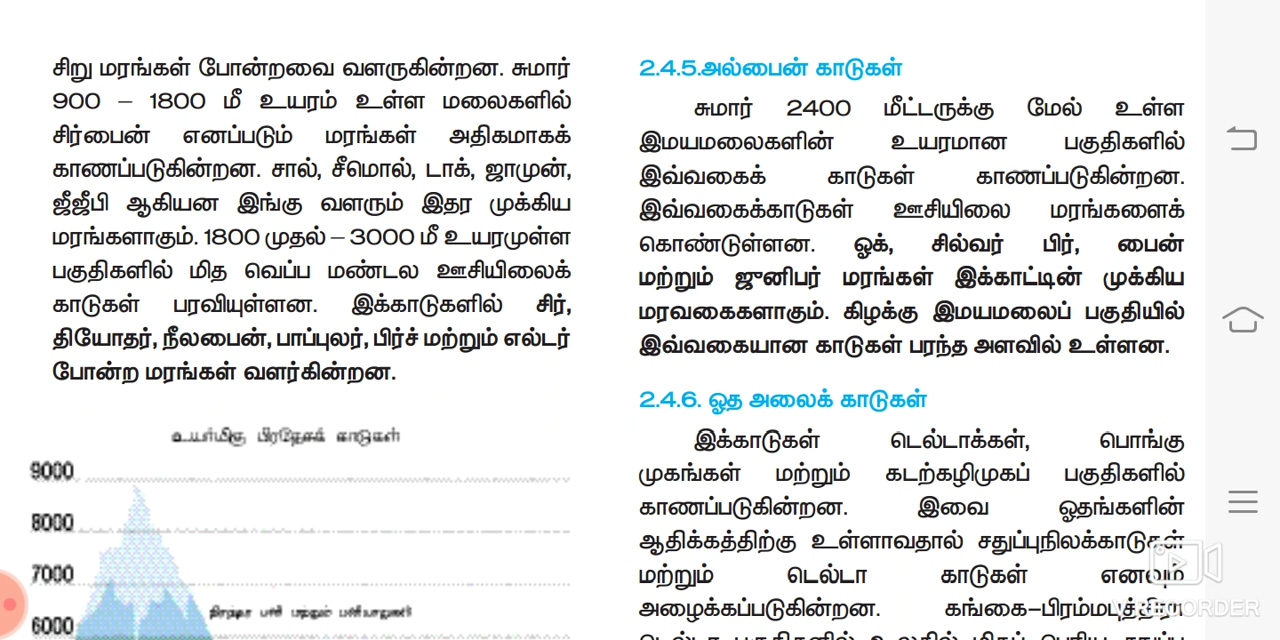 சிறு மரங்கள் போன்றவை வளருகின்றன. சுமார்
900 – 1800 மீ உயரம் உள்ள மலைகளில்
சிர்பைன் எனப்படும் மரங்கள் அதிகமாகக்
காணப்படுகின்றன. சால், சீமொல், டாக், ஜாமுன்,
ஜீஜீபி ஆகியன இங்கு வளரும் இதர முக்கிய
மரங்களாகும். 1800 முதல் – 3000 மீ உயரமுள்ள
பகுதிகளில் மித வெப்ப மண்டல ஊசியிலைக்
காடுகள் பரவியுள்ளன. இக்காடுகளில் சிர்,
தியோதர், நீலபைன், பாப்புலர், பிர்ச் மற்றும் எல்டர்
போன்ற மரங்கள் வளர்கின்றன.
உயர்மிகு பிரதேசக் காடுகள்
9000
8000
7000
6000
2.4.5.அல்பைன் காடுகள்
சுமார் 2400 மீட்டருக்கு மேல் உள்ள
இமயமலைகளின் உயரமான பகுதிகளில்
இவ்வகைக் காடுகள் காணப்படுகின்றன.
இவ்வகைக்காடுகள் ஊசியிலை மரங்களைக்
கொண்டுள்ளன. ஓக், சில்வர் பிர், பைன்
மற்றும் ஜுனிபர் மரங்கள் இக்காட்டின் முக்கிய
மரவகைகளாகும். கிழக்கு இமயமலைப் பகுதியில்
இவ்வகையான காடுகள் பரந்த அளவில் உள்ளன.
2.4.6. ஓத அலைக் காடுகள்
இக்காடுகள் டெல்டாக்கள், பொங்கு
முகங்கள் மற்றும் கடற்கழிமுகப் பகுதிகளில்
காணப்படுகின்றன. இவை ஓதங்களின்
ஆதிக்கத்திற்கு உள்ளாவதால் சதுப்புநிலக்காடுகள்
மற்றும் டெல்டா காடுகள் எனவும்
அழைக்கப்படுகின்றன. கங்கை–பிரம்மபுத்திரா